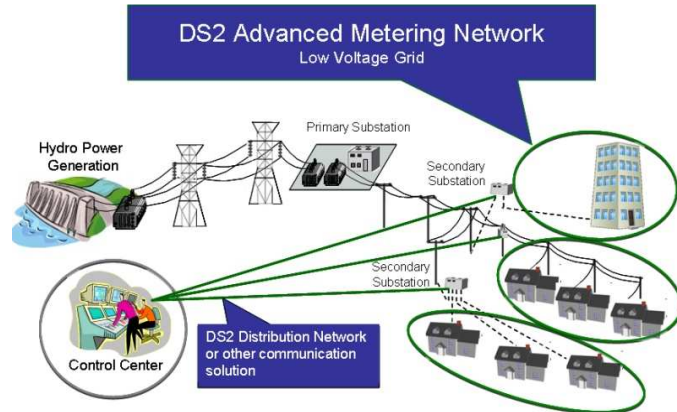 DS2 Advanced Metering Network
Low Voltage Grid
Primary Substation
Hydro Power
Generation
Secondary
Substation
Secondary
Substation
DS2 Distribution Network
or other communication
solution
Control Center